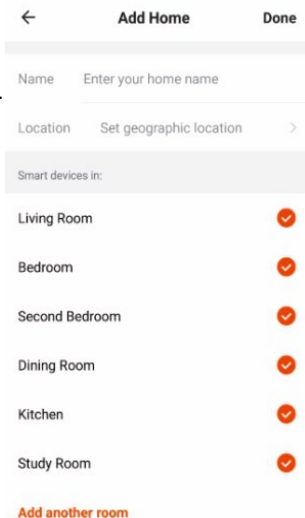 Add Home Done
Name Enter your home name
Location Set geographic location
Smart devices in:
Living Room
Bedroom
Second Bedroom
Dining Room
Kitchen
Study Room
Add another room